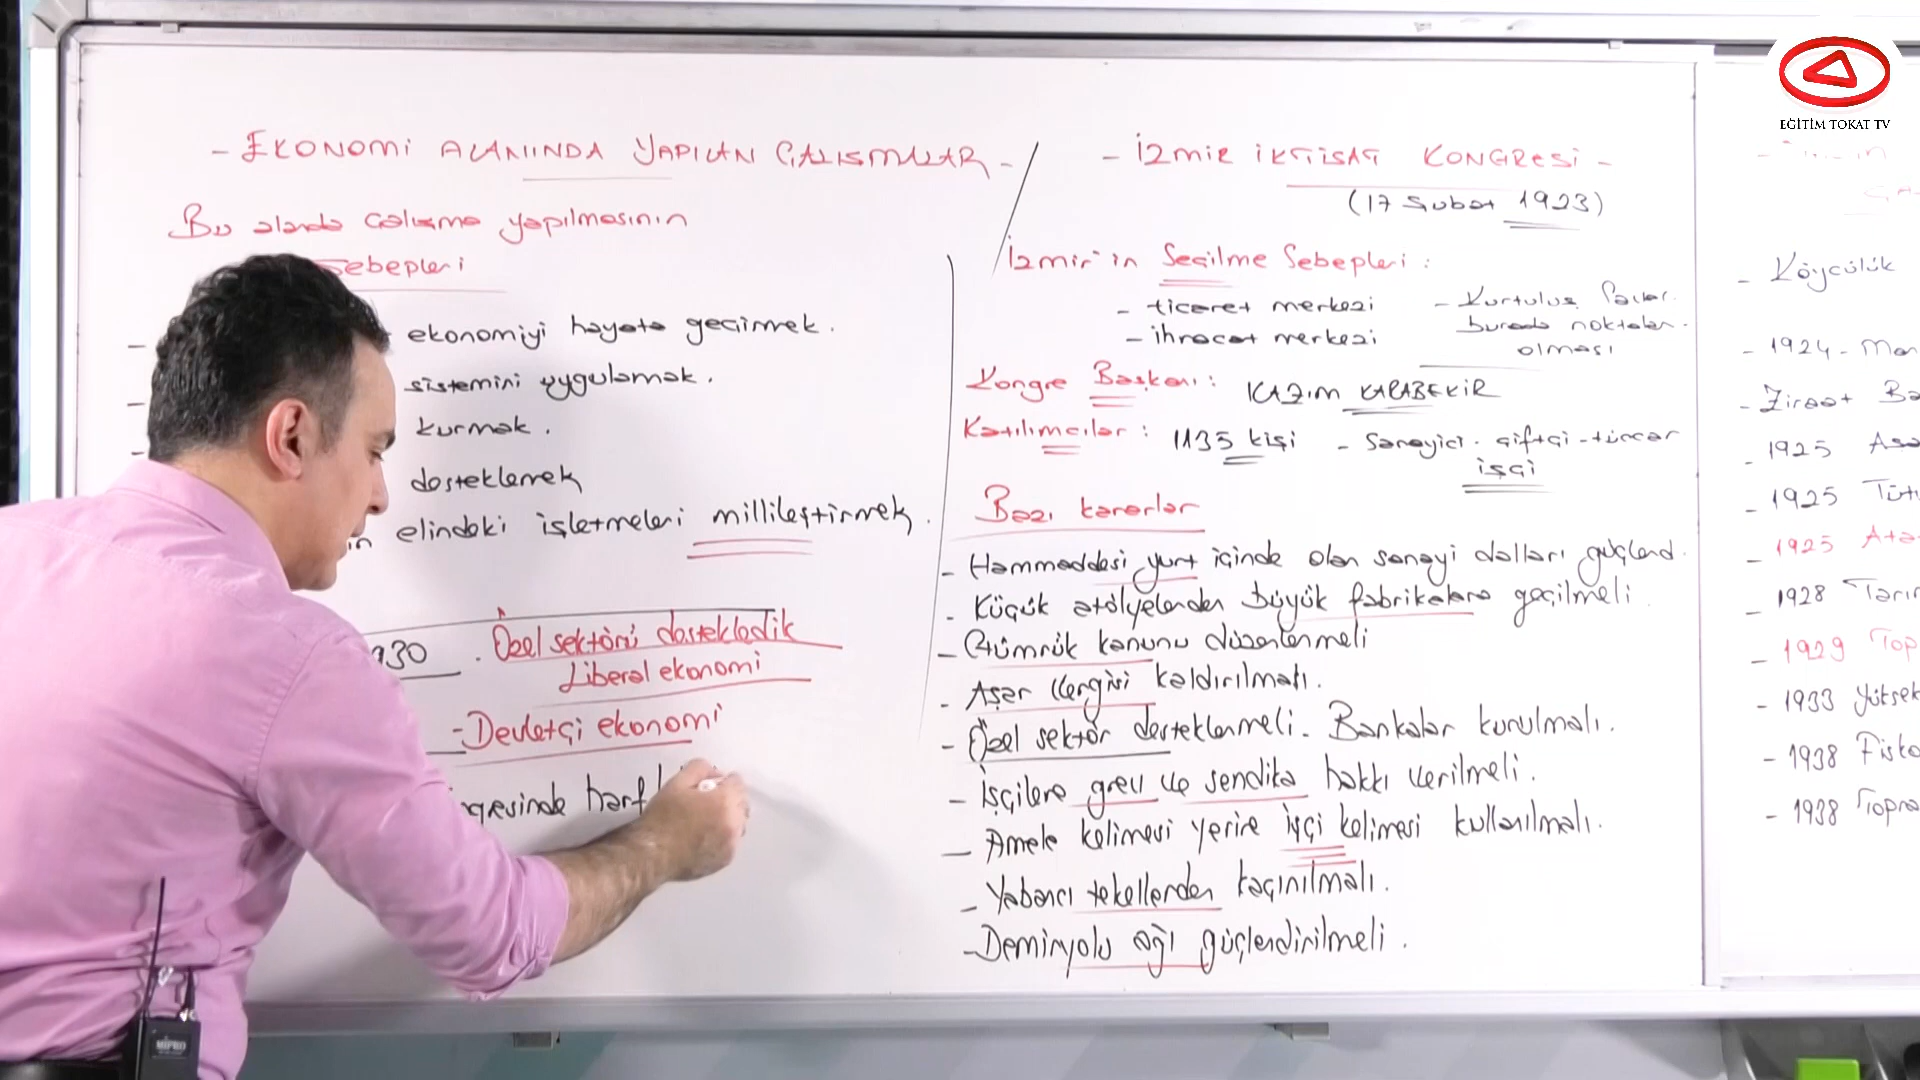 - EKONOMİ ALANINDA YAPILAN ÇALIŞMALAR -
Bu alanda çalışma yapılmasının
Sebepleri
- ekonomiyi hayata geçirmek.
- sistemini uygulamak.
- kurmak.
desteklemek
ın elindeki işletmeleri millileştirmek.
930 . Özel sektörü destekledik
Liberal ekonomi
- Devletçi ekonomi
harf
- İZMİR İKTİSAT KONGRESİ -
(17 Şubat 1923)
İzmir'in Seçilme Sebepleri :
- ticaret merkezi
- ihracat merkezi
- Kurtuluş
burada noktalan.
olması
Kongre Başkanı : KAZIM KARABEKİR
Katılımcılar : 1135 kişi - Sanayici - çiftçi - tüccar
işçi
Bazı kararlar
- Hammaddesi yurt içinde olan sanayi dalları güçlend.
- Küçük atölyelerden büyük fabrikalara geçilmeli.
- Gümrük kanunu düzenlenmeli
- Aşar Vergisi kaldırılmalı.
- Özel sektör desteklenmeli. Bankalar kurulmalı.
- İşçilere grev ve sendika hakkı verilmeli.
- Amele kelimesi yerine işçi kelimesi kullanılmalı.
- Yabancı tekellerden kaçınılmalı.
- Demiryolu ağı güçlendirilmeli.
- Köycülük
- 1924 -
- Ziraat Ba
- 1925 Aşa
- 1925 Tütü
- 1925 Ata
- 1928 Tarım
- 1929 Top
- 1933 Yüksek
- 1938 Fisko
- 1938 Topra
EĞİTİM TOKAT TV
MIPRO